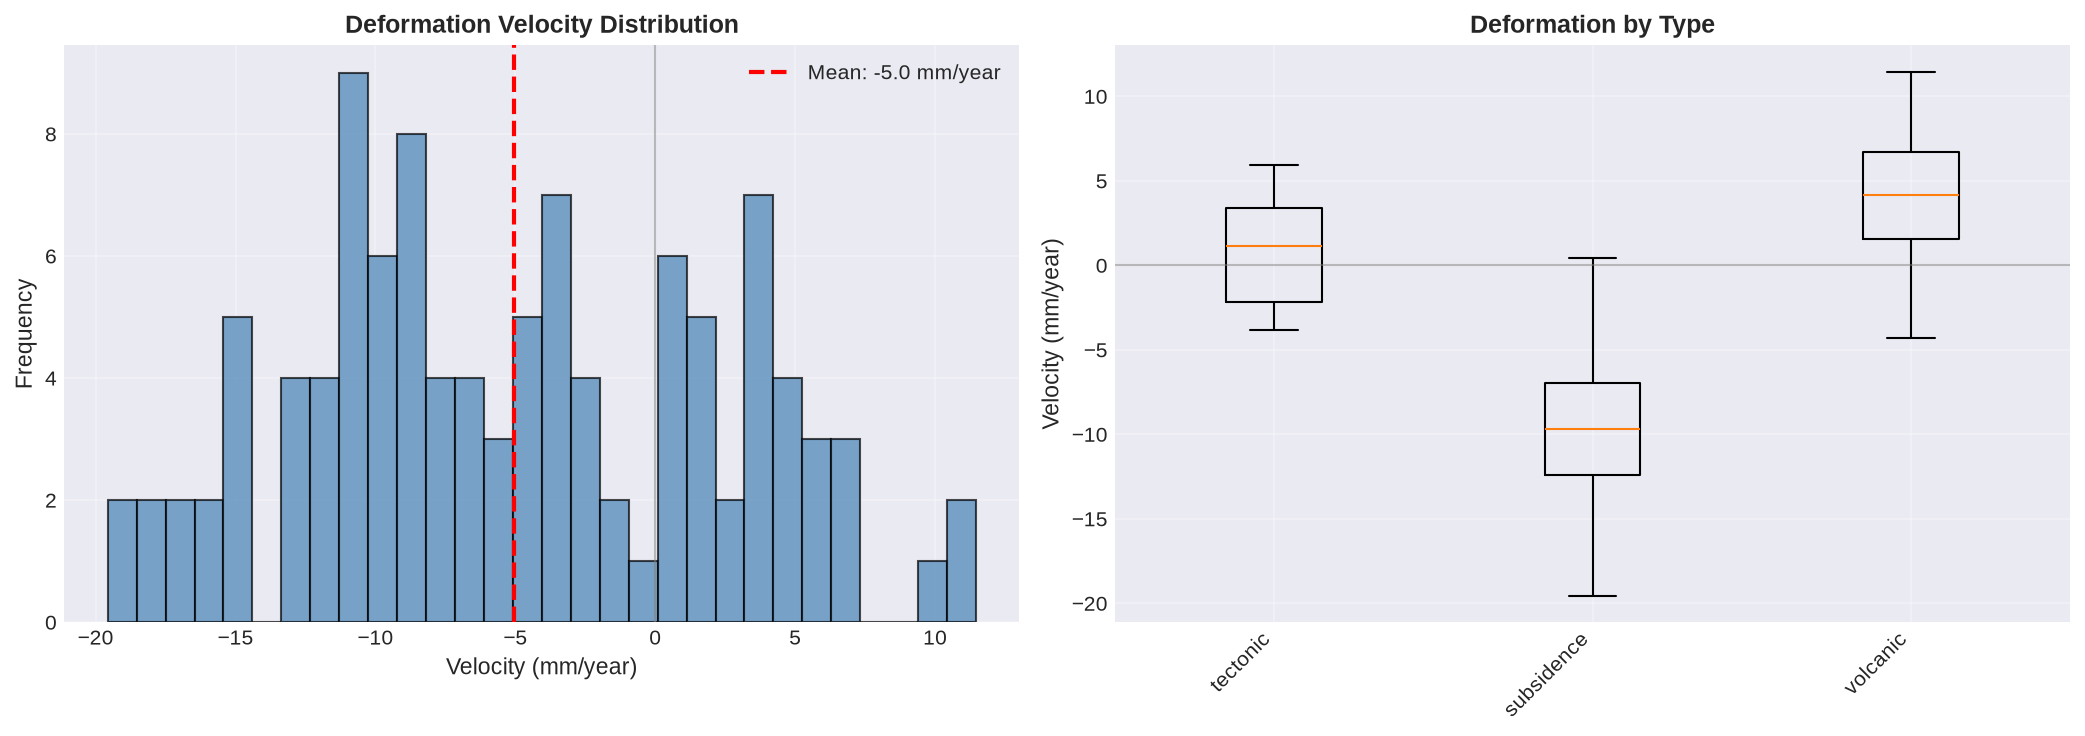 Deformation Velocity Distribution
Mean: -5.0 mm/year
Frequency
8
6
4
2
0
−20
−15
−10
−5
0
5
10
Velocity (mm/year)
Deformation by Type
Velocity (mm/year)
10
5
0
−5
−10
−15
−20
tectonic
subsidence
volcanic